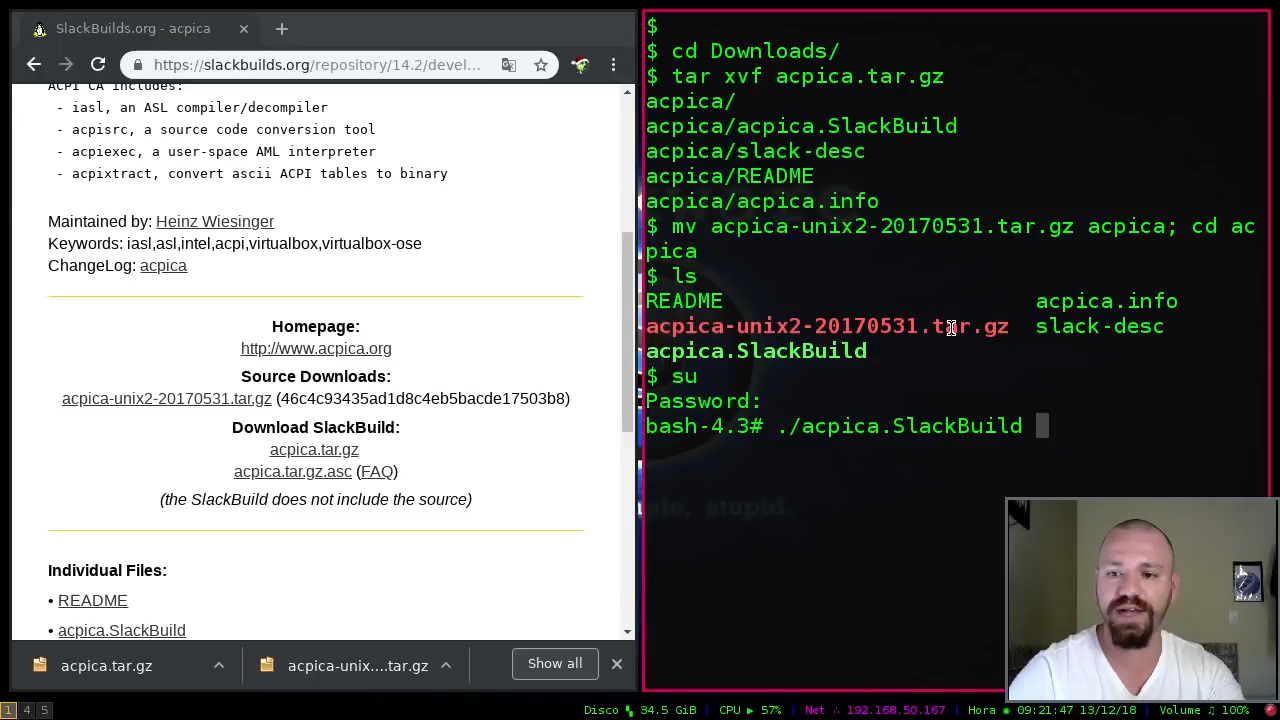 SlackBuilds.org - acpica
https://slackbuilds.org/repository/14.2/devel...
ACPI CA includes:
- iasl, an ASL compiler/decompiler
- acpisrc, a source code conversion tool
- acpiexec, a user-space AML interpreter
- acpixtract, convert ascii ACPI tables to binary
Maintained by: Heinz Wiesinger
Keywords: iasl,asl,intel,acpi,virtualbox,virtualbox-ose
ChangeLog: acpica
Homepage:
http://www.acpica.org
Source Downloads:
acpica-unix2-20170531.tar.gz (46c4c93435ad1d8c4eb5bacde17503b8)
Download SlackBuild:
acpica.tar.gz
acpica.tar.gz.asc (FAQ)
(the SlackBuild does not include the source)
Individual Files:
• README
• acpica.SlackBuild
acpica.tar.gz
acpica-unix....tar.gz
Show all
$
$ cd Downloads/
$ tar xvf acpica.tar.gz
acpica/
acpica/acpica.SlackBuild
acpica/slack-desc
acpica/README
acpica/acpica.info
$ mv acpica-unix2-20170531.tar.gz acpica; cd ac
pica
$ ls
README acpica.info
acpica-unix2-20170531.tar.gz slack-desc
acpica.SlackBuild
$ su
Password:
bash-4.3# ./acpica.SlackBuild
stupid.
1 4 5
Disco 34.5 GiB | CPU ▶ 57% | Net ∴ 192.168.50.167 | Hora ◉ 09:21:47 13/12/18 | Volume ♫ 100%